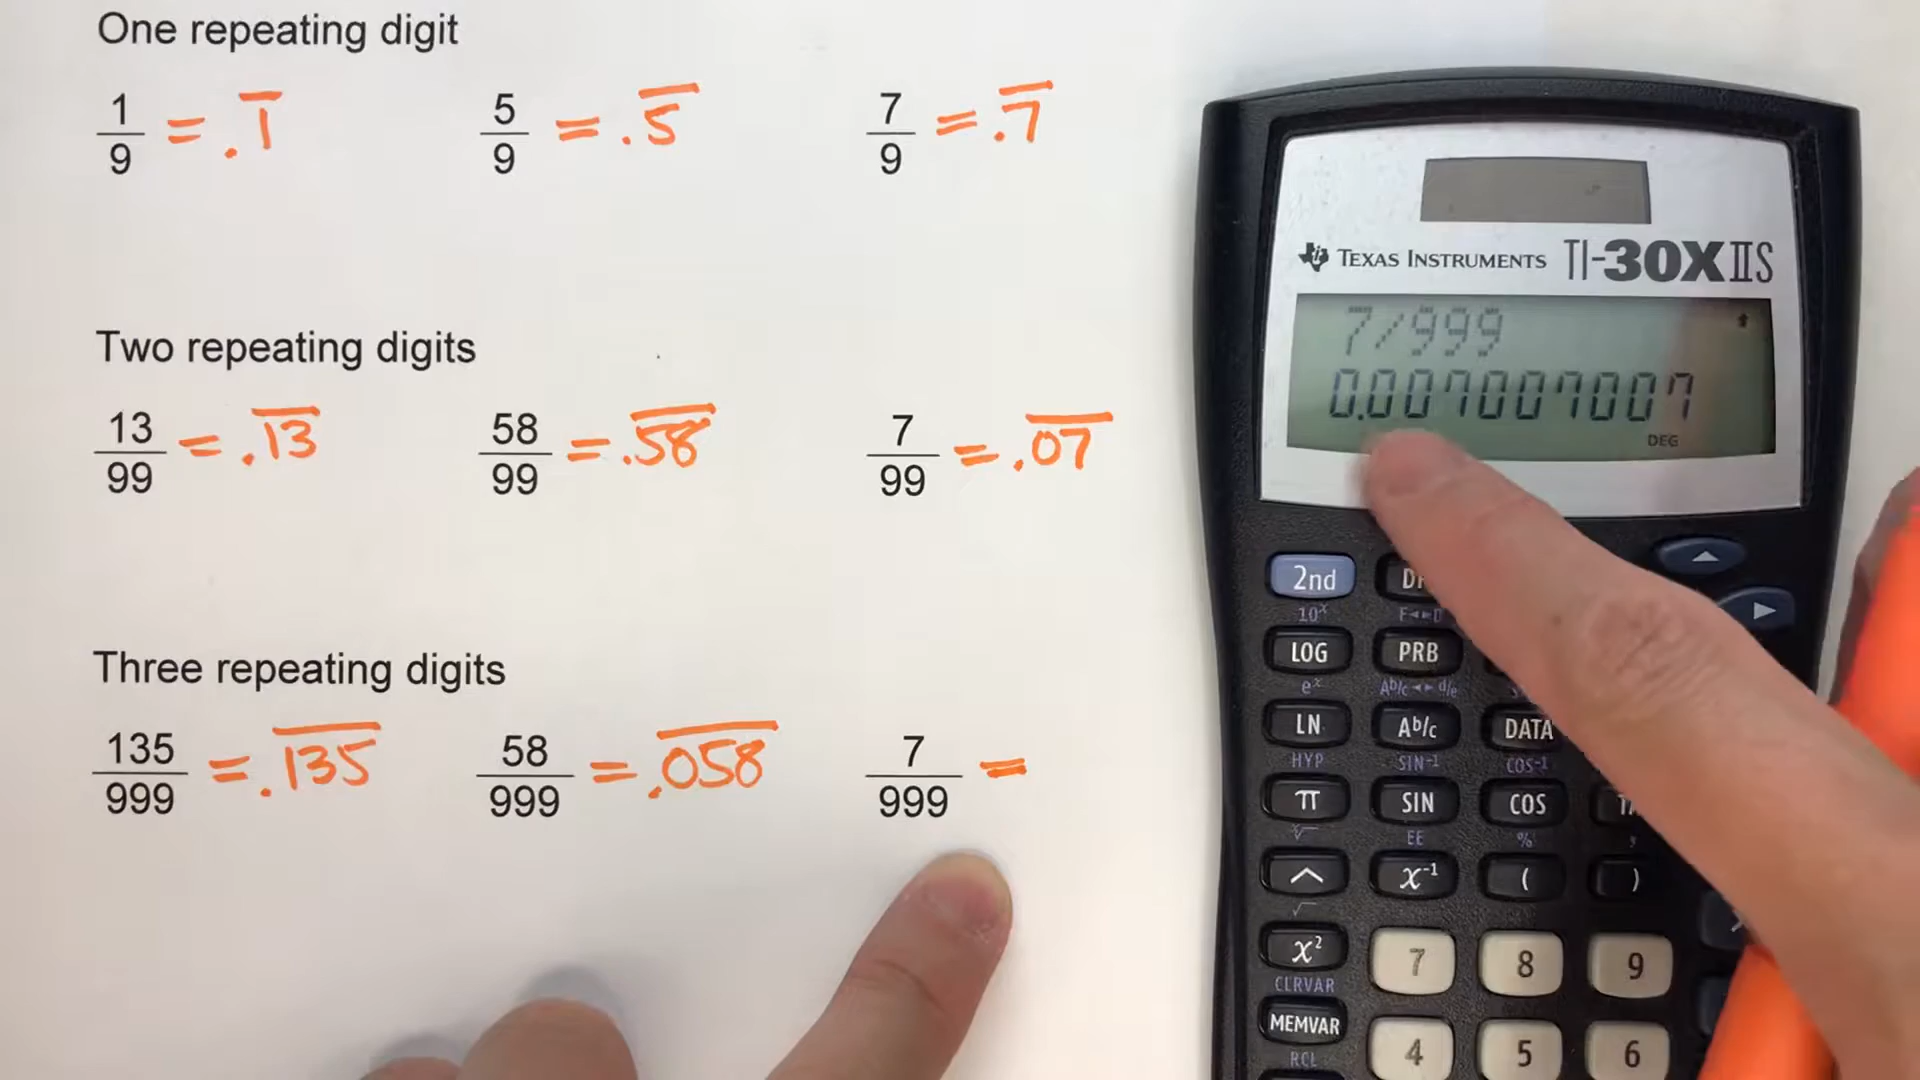 One repeating digit
1/9 = .1̅
5/9 = .5̅
7/9 = .7̅
Two repeating digits
13/99 = .1̅3̅
58/99 = .5̅8̅
7/99 = .0̅7̅
Three repeating digits
135/999 = .1̅3̅5̅
58/999 = .0̅5̅8̅
7/999 =
TEXAS INSTRUMENTS TI-30X IIS
7/999
0.007007007
DEG
2nd
10ˣ F◄►D
LOG PRB
eˣ Ab/c◄►d/e
LN Ab/c DATA
HYP SIN⁻¹ COS⁻¹
π SIN COS
EE % ,
^ x⁻¹ ( )
√
x² 7 8 9
CLRVAR
MEMVAR 4 5 6
RCL